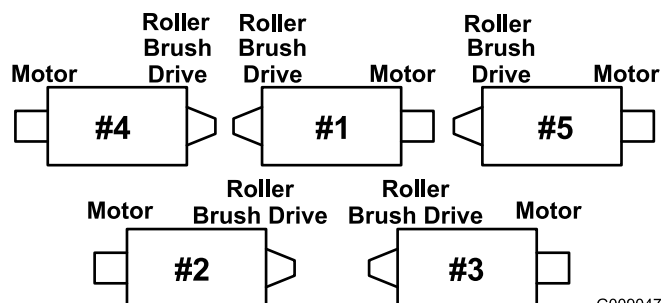 Roller Roller Roller
Brush Brush Brush
Motor Drive Drive Motor Drive Motor
#4 #1 #5
Roller Roller
Motor Brush Drive Brush Drive Motor
#2 #3